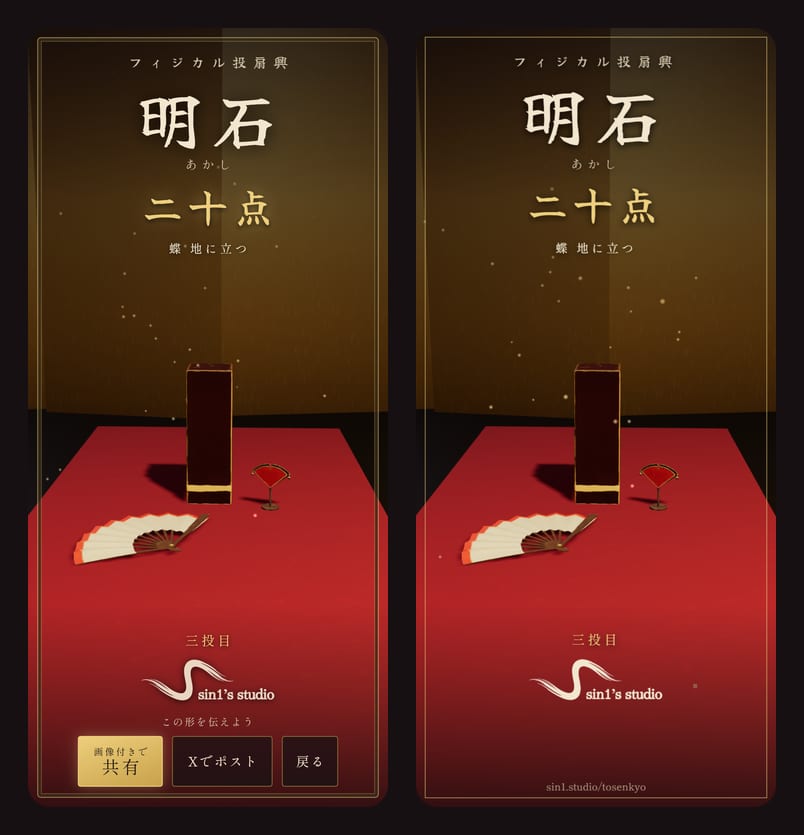 フィジカル投扇興
明石
あかし
二十点
蝶 地に立つ
三投目
sin1's studio
この形を伝えよう
画像付きで
共有
Xでポスト
戻る
フィジカル投扇興
明石
あかし
二十点
蝶 地に立つ
三投目
sin1's studio
sin1.studio/tosenkyo